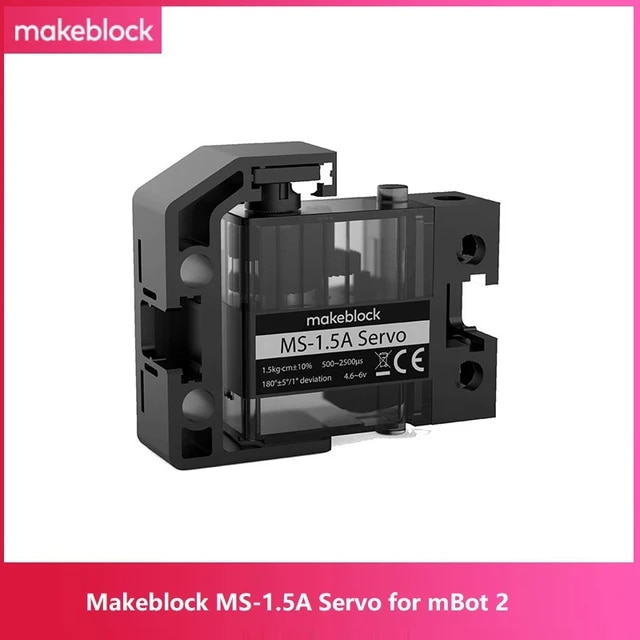 makeblock
makeblock
MS-1.5A Servo
1.5kg·cm±10% 500~2500μs
180°±5°/1° deviation 4.6~6v
CE
Makeblock MS-1.5A Servo for mBot 2